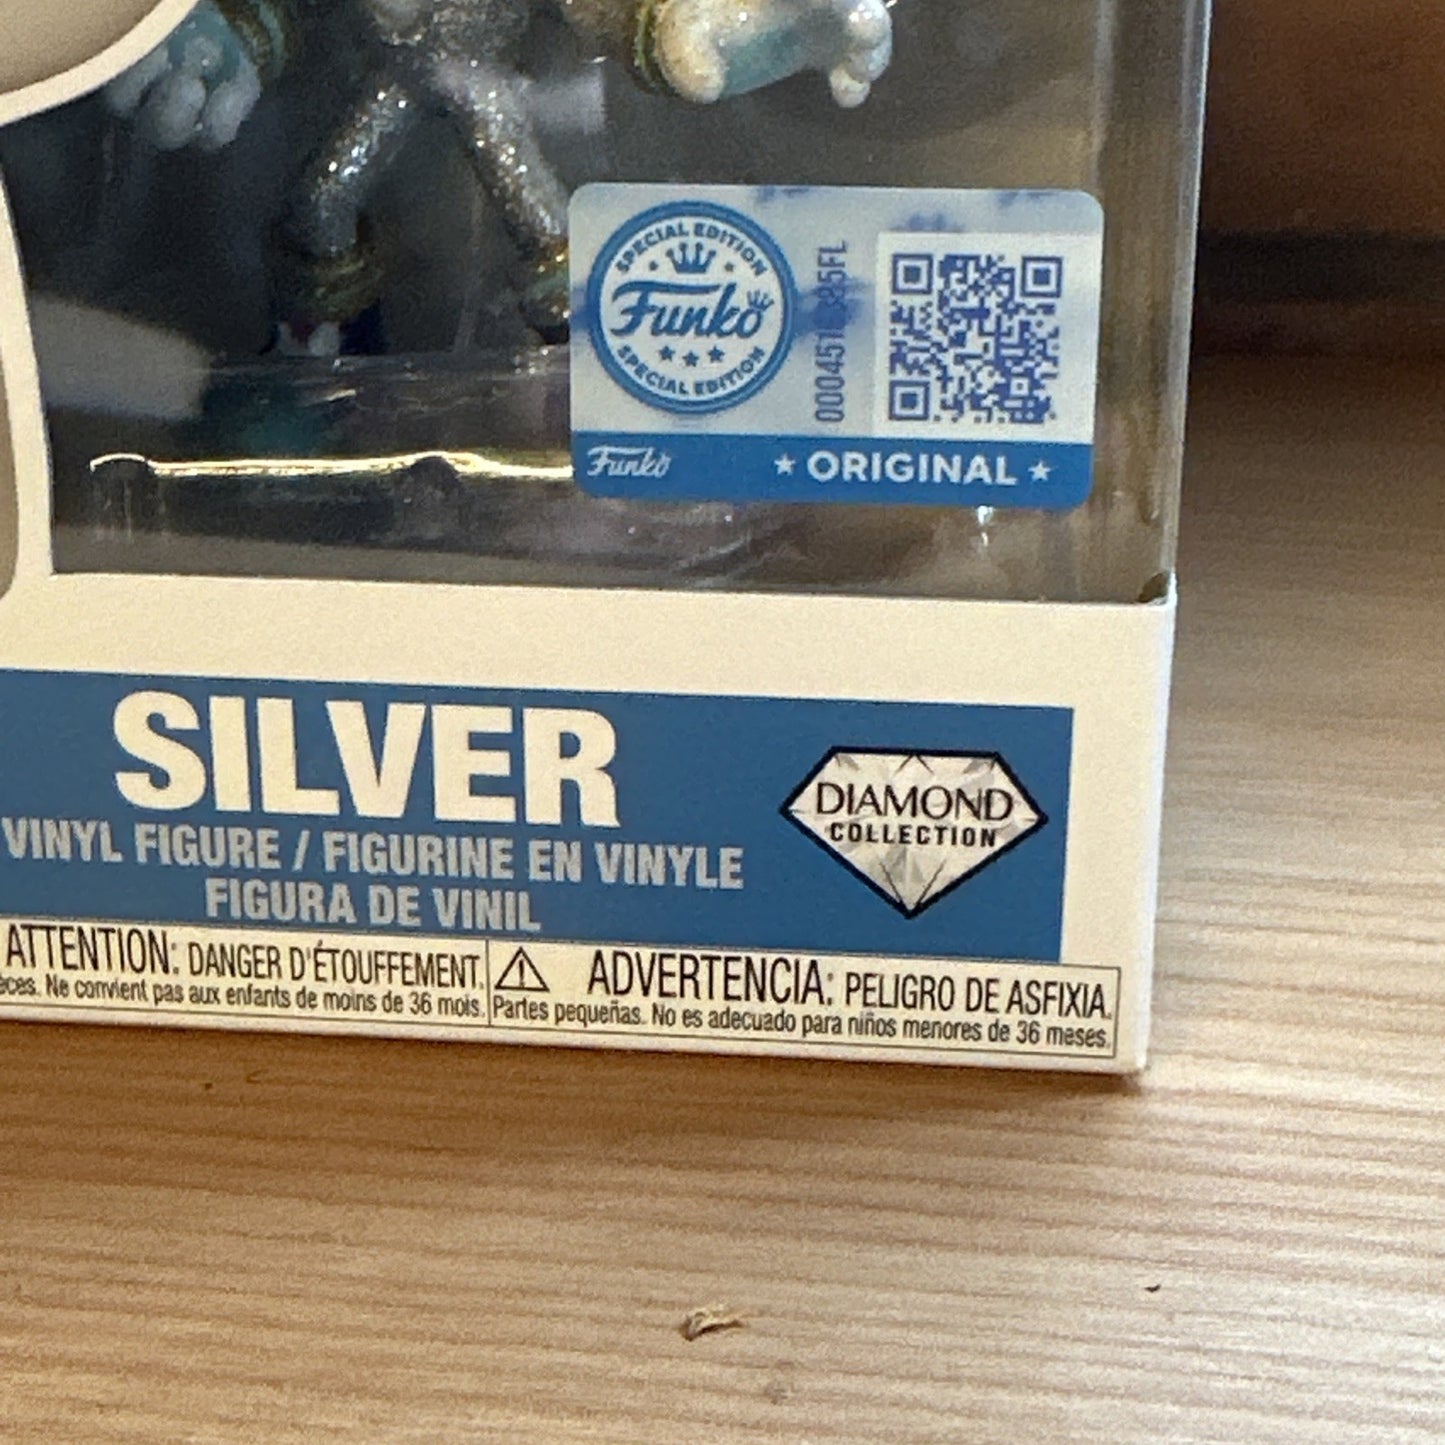 SPECIAL EDITION
Funko
SPECIAL EDITION
Funko
★ ORIGINAL ★
SILVER
VINYL FIGURE / FIGURINE EN VINYLE
FIGURA DE VINIL
DIAMOND
COLLECTION
ATTENTION: DANGER D'ÉTOUFFEMENT.
Ne convient pas aux enfants de moins de 36 mois.
ADVERTENCIA: PELIGRO DE ASFIXIA.
Partes pequeñas. No es adecuado para niños menores de 36 meses.